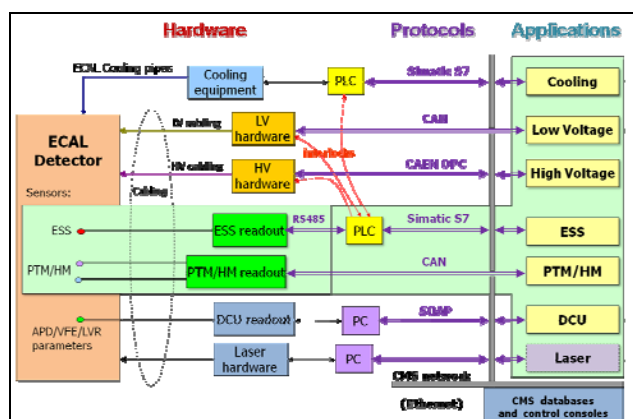 Hardware
Protocols
Applications
ECAL Cooling pipes
Cooling
equipment
PLC
Simatic S7
Cooling
LV cabling
LV
hardware
CAN
Low Voltage
ECAL
Detector
Interlocks
HV cabling
HV
hardware
CAEN OPC
High Voltage
Sensors:
Cabling
ESS
ESS readout
RS485
PLC
Simatic S7
ESS
PTM/HM
PTM/HM readout
CAN
PTM/HM
APD/VFE/LVR
parameters
DCU readout
PC
SOAP
DCU
Laser
hardware
PC
Laser
CMS network
(Ethernet)
CMS databases
and control consoles